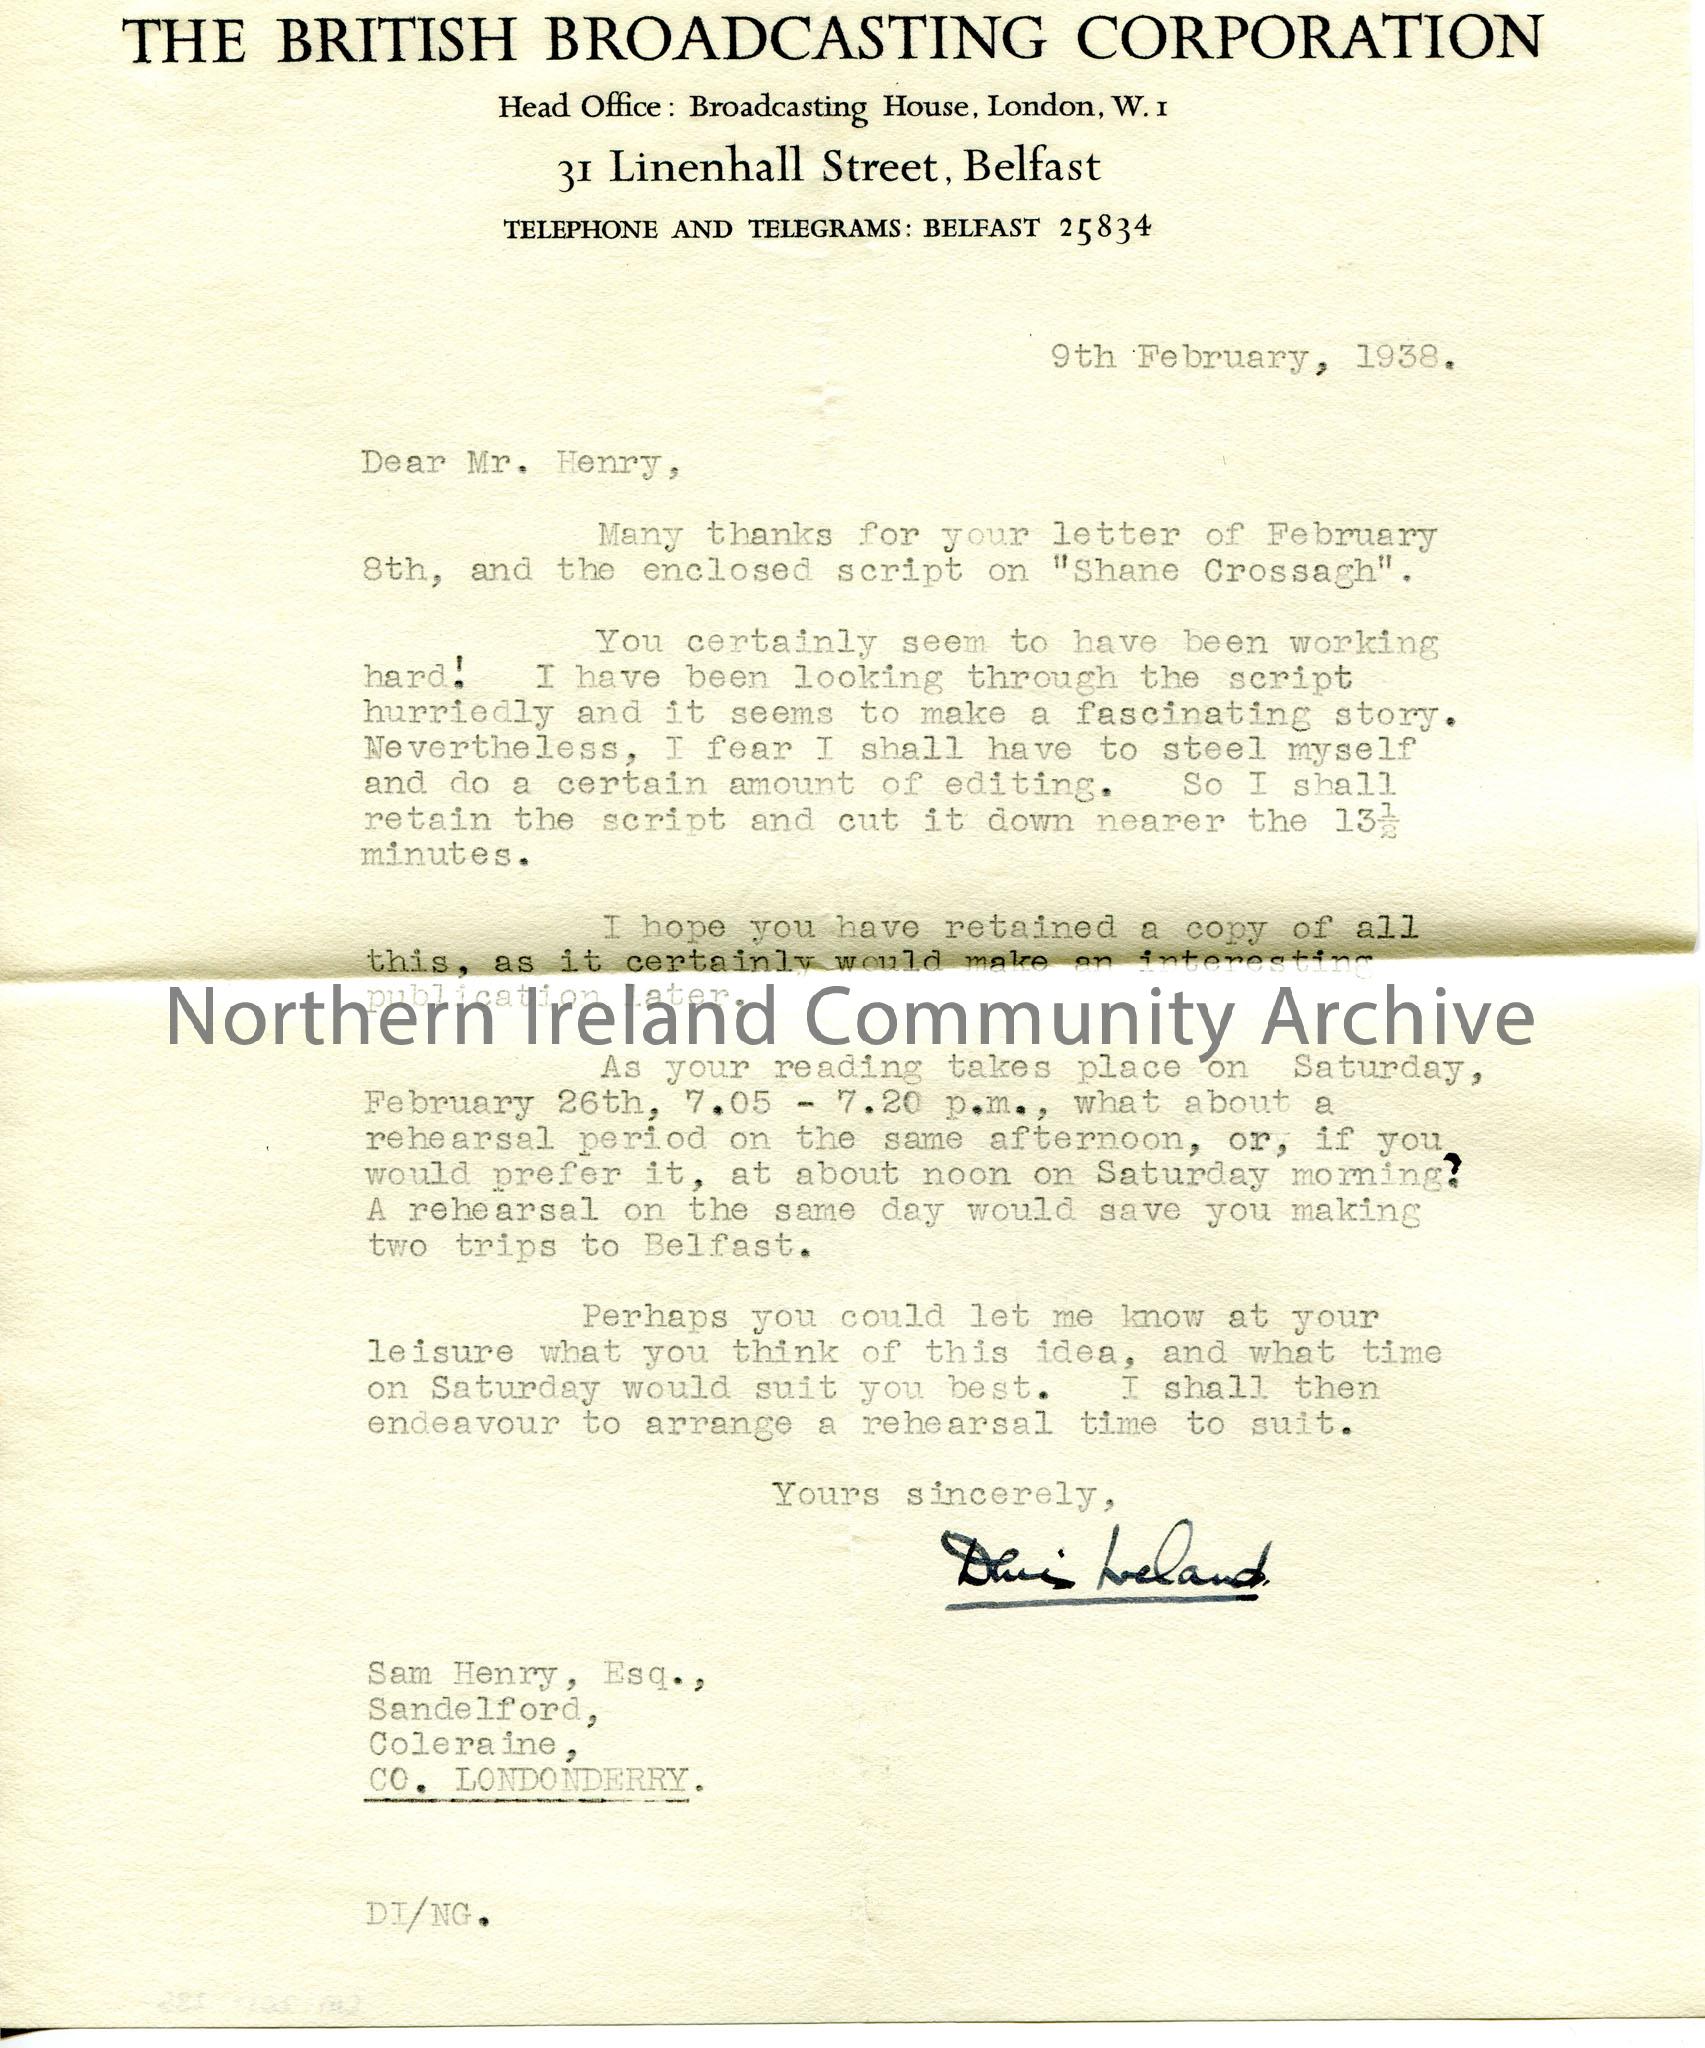 THE BRITISH BROADCASTING CORPORATION
Head Office: Broadcasting House, London, W. 1
31 Linenhall Street, Belfast
TELEPHONE AND TELEGRAMS: BELFAST 25834
9th February, 1938.
Dear Mr. Henry,
Many thanks for your letter of February
8th, and the enclosed script on "Shane Crossagh".
You certainly seem to have been working
hard! I have been looking through the script
hurriedly and it seems to make a fascinating story.
Nevertheless, I fear I shall have to steel myself
and do a certain amount of editing. So I shall
retain the script and cut it down nearer the 13½
minutes.
I hope you have retained a copy of all
this, as it certainly would make an interesting
publication later.
Northern Ireland Community Archive
As your reading takes place on Saturday,
February 26th, 7.05 - 7.20 p.m., what about a
rehearsal period on the same afternoon, or, if you
would prefer it, at about noon on Saturday morning?
A rehearsal on the same day would save you making
two trips to Belfast.
Perhaps you could let me know at your
leisure what you think of this idea, and what time
on Saturday would suit you best. I shall then
endeavour to arrange a rehearsal time to suit.
Yours sincerely,
Denis Ireland
Sam Henry, Esq.,
Sandelford,
Coleraine,
CO. LONDONDERRY.
DI/NG.